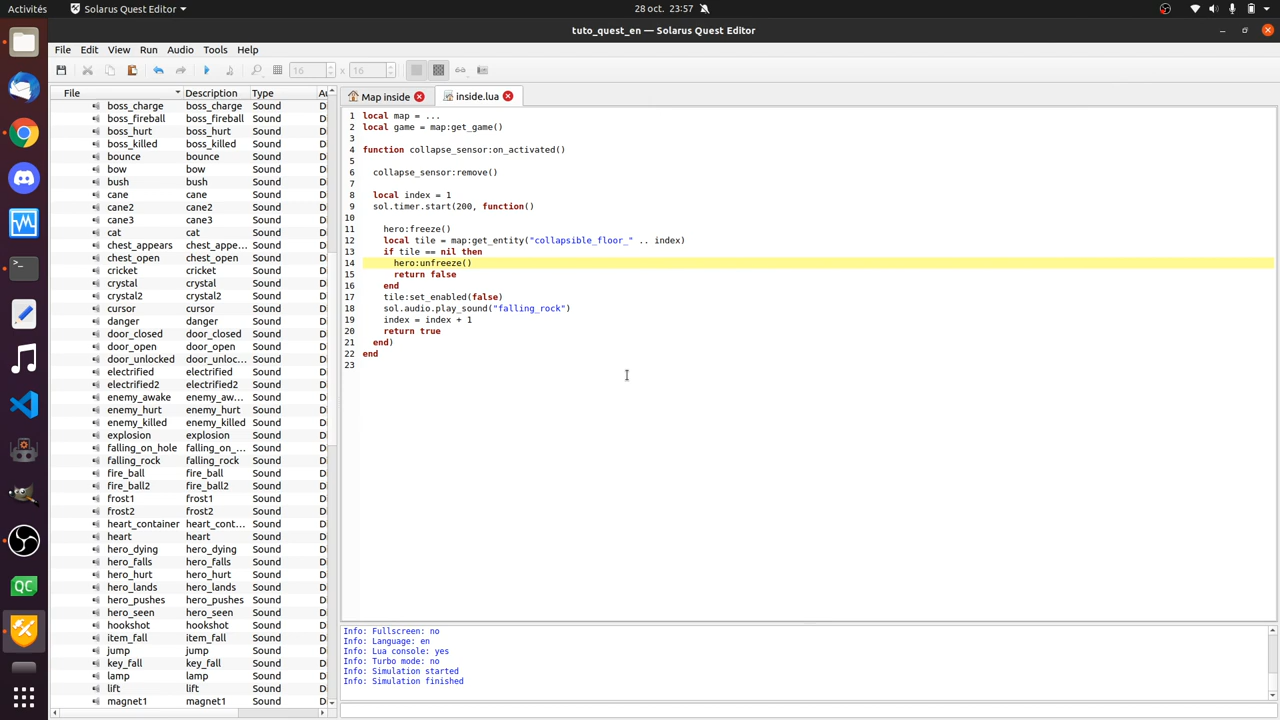 Activités
Solarus Quest Editor
28 oct. 23:57
tuto_quest_en — Solarus Quest Editor
File Edit View Run Audio Tools Help
16 x 16
File Description Type
boss_charge boss_charge Sound D
boss_fireball boss_fireball Sound D
boss_hurt boss_hurt Sound D
boss_killed boss_killed Sound D
bounce bounce Sound D
bow bow Sound D
bush bush Sound D
cane cane Sound D
cane2 cane2 Sound D
cane3 cane3 Sound D
cat cat Sound D
chest_appears chest_appe... Sound D
chest_open chest_open Sound D
cricket cricket Sound D
crystal crystal Sound D
crystal2 crystal2 Sound D
cursor cursor Sound D
danger danger Sound D
door_closed door_closed Sound D
door_open door_open Sound D
door_unlocked door_unloc... Sound D
electrified electrified Sound D
electrified2 electrified2 Sound D
enemy_awake enemy_aw... Sound D
enemy_hurt enemy_hurt Sound D
enemy_killed enemy_killed Sound D
explosion explosion Sound D
falling_on_hole falling_on_... Sound D
falling_rock falling_rock Sound D
fire_ball fire_ball Sound D
fire_ball2 fire_ball2 Sound D
frost1 frost1 Sound D
frost2 frost2 Sound D
heart_container heart_cont... Sound D
heart heart Sound D
hero_dying hero_dying Sound D
hero_falls hero_falls Sound D
hero_hurt hero_hurt Sound D
hero_lands hero_lands Sound D
hero_pushes hero_pushes Sound D
hero_seen hero_seen Sound D
hookshot hookshot Sound D
item_fall item_fall Sound D
jump jump Sound D
key_fall key_fall Sound D
lamp lamp Sound D
lift lift Sound D
magnet1 magnet1 Sound D
QC
Map inside
inside.lua
1 local map = ...
2 local game = map:get_game()
3
4 function collapse_sensor:on_activated()
5
6 collapse_sensor:remove()
7
8 local index = 1
9 sol.timer.start(200, function()
10
11 hero:freeze()
12 local tile = map:get_entity("collapsible_floor_" .. index)
13 if tile == nil then
14 hero:unfreeze()
15 return false
16 end
17 tile:set_enabled(false)
18 sol.audio.play_sound("falling_rock")
19 index = index + 1
20 return true
21 end)
22 end
23
Info: Fullscreen: no
Info: Language: en
Info: Lua console: yes
Info: Turbo mode: no
Info: Simulation started
Info: Simulation finished